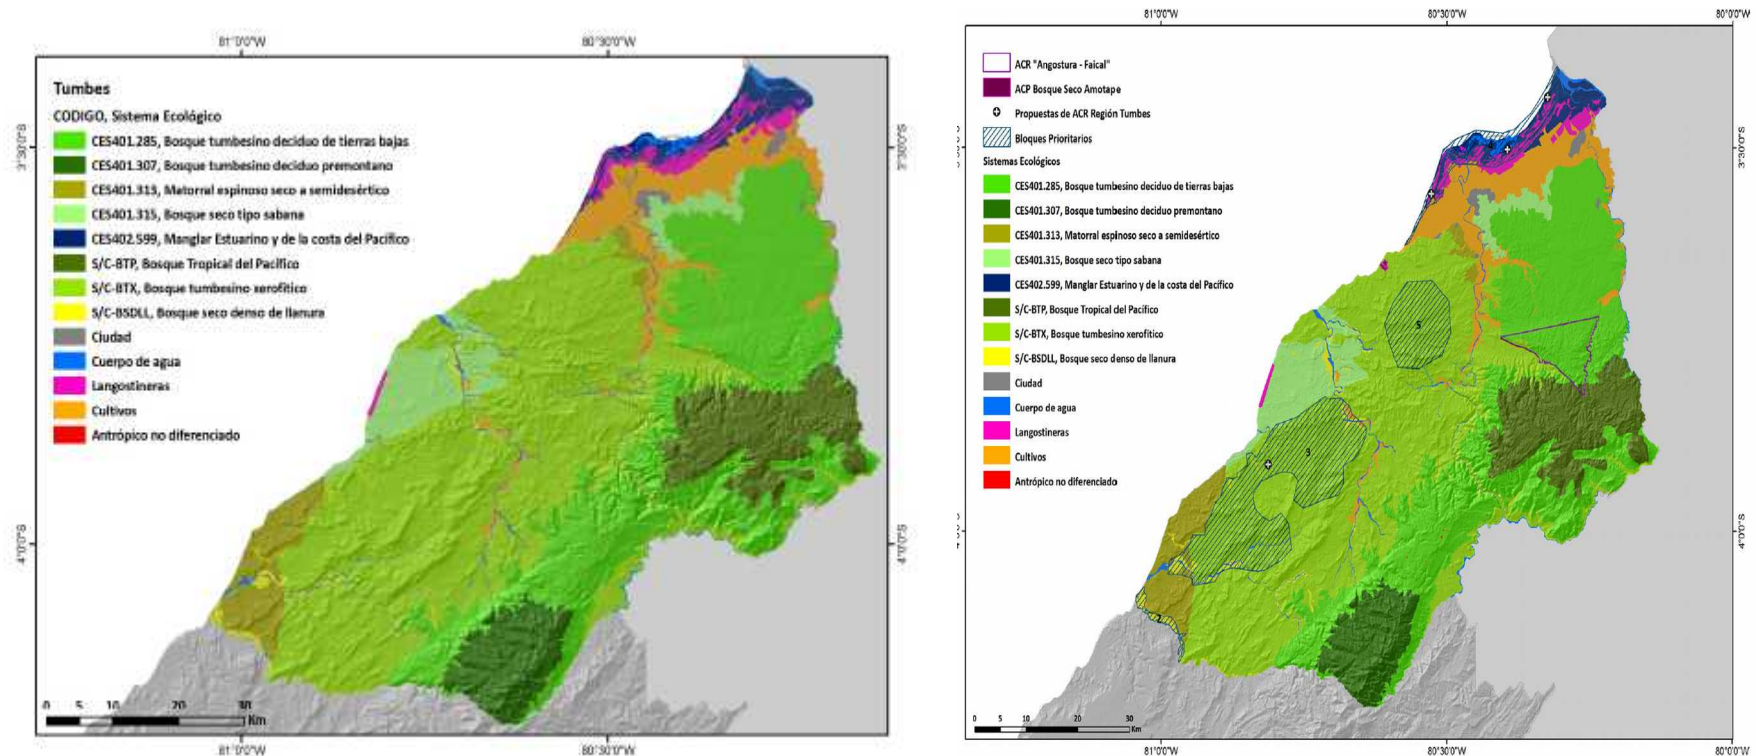 81°0'0"W
80°30'0"W
Tumbes
CODIGO, Sistema Ecológico
CES401.285, Bosque tumbesino deciduo de tierras bajas
CES401.307, Bosque tumbesino deciduo premontano
CES401.313, Matorral espinoso seco a semidesértico
CES401.315, Bosque seco tipo sabana
CES402.599, Manglar Estuarino y de la costa del Pacífico
S/C-BTP, Bosque Tropical del Pacífico
S/C-BTX, Bosque tumbesino xerofítico
S/C-BSDLL, Bosque seco denso de llanura
Ciudad
Cuerpo de agua
Langostineras
Cultivos
Antrópico no diferenciado
3°30'0"S
3°30'0"S
4°0'0"S
4°0'0"S
0 5 10 20 30
Km
81°0'0"W
80°30'0"W
81°0'0"W
80°30'0"W
80°0'0"W
ACR "Angostura - Faical"
ACP Bosque Seco Amotape
Propuestas de ACR Región Tumbes
Bloques Prioritarios
Sistemas Ecológicos
CES401.285, Bosque tumbesino deciduo de tierras bajas
CES401.307, Bosque tumbesino deciduo premontano
CES401.313, Matorral espinoso seco a semidesértico
CES401.315, Bosque seco tipo sabana
CES402.599, Manglar Estuarino y de la costa del Pacífico
S/C-BTP, Bosque Tropical del Pacífico
S/C-BTX, Bosque tumbesino xerofítico
S/C-BSDLL, Bosque seco denso de llanura
Ciudad
Cuerpo de agua
Langostineras
Cultivos
Antrópico no diferenciado
4
5
3
2
3°30'0"S
4°0'0"S
0 5 10 20 30
Km
81°0'0"W
80°30'0"W
80°0'0"W